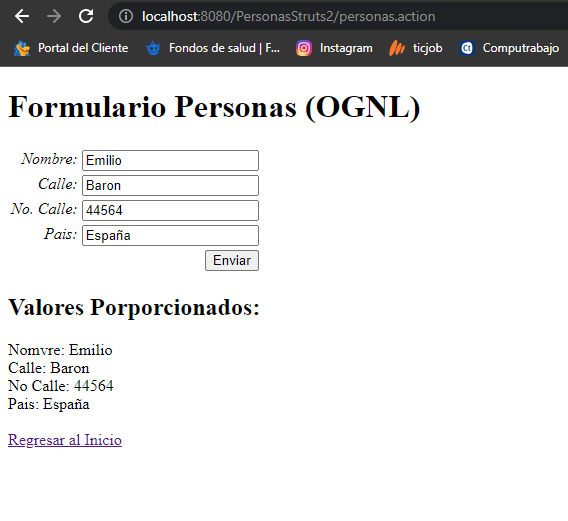 localhost:8080/PersonasStruts2/personas.action
Portal del Cliente Fondos de salud | F... Instagram ticjob Computrabajo
Formulario Personas (OGNL)
Nombre: Emilio
Calle: Baron
No. Calle: 44564
Pais: España
Enviar
Valores Porporcionados:
Nomvre: Emilio
Calle: Baron
No Calle: 44564
Pais: España
Regresar al Inicio